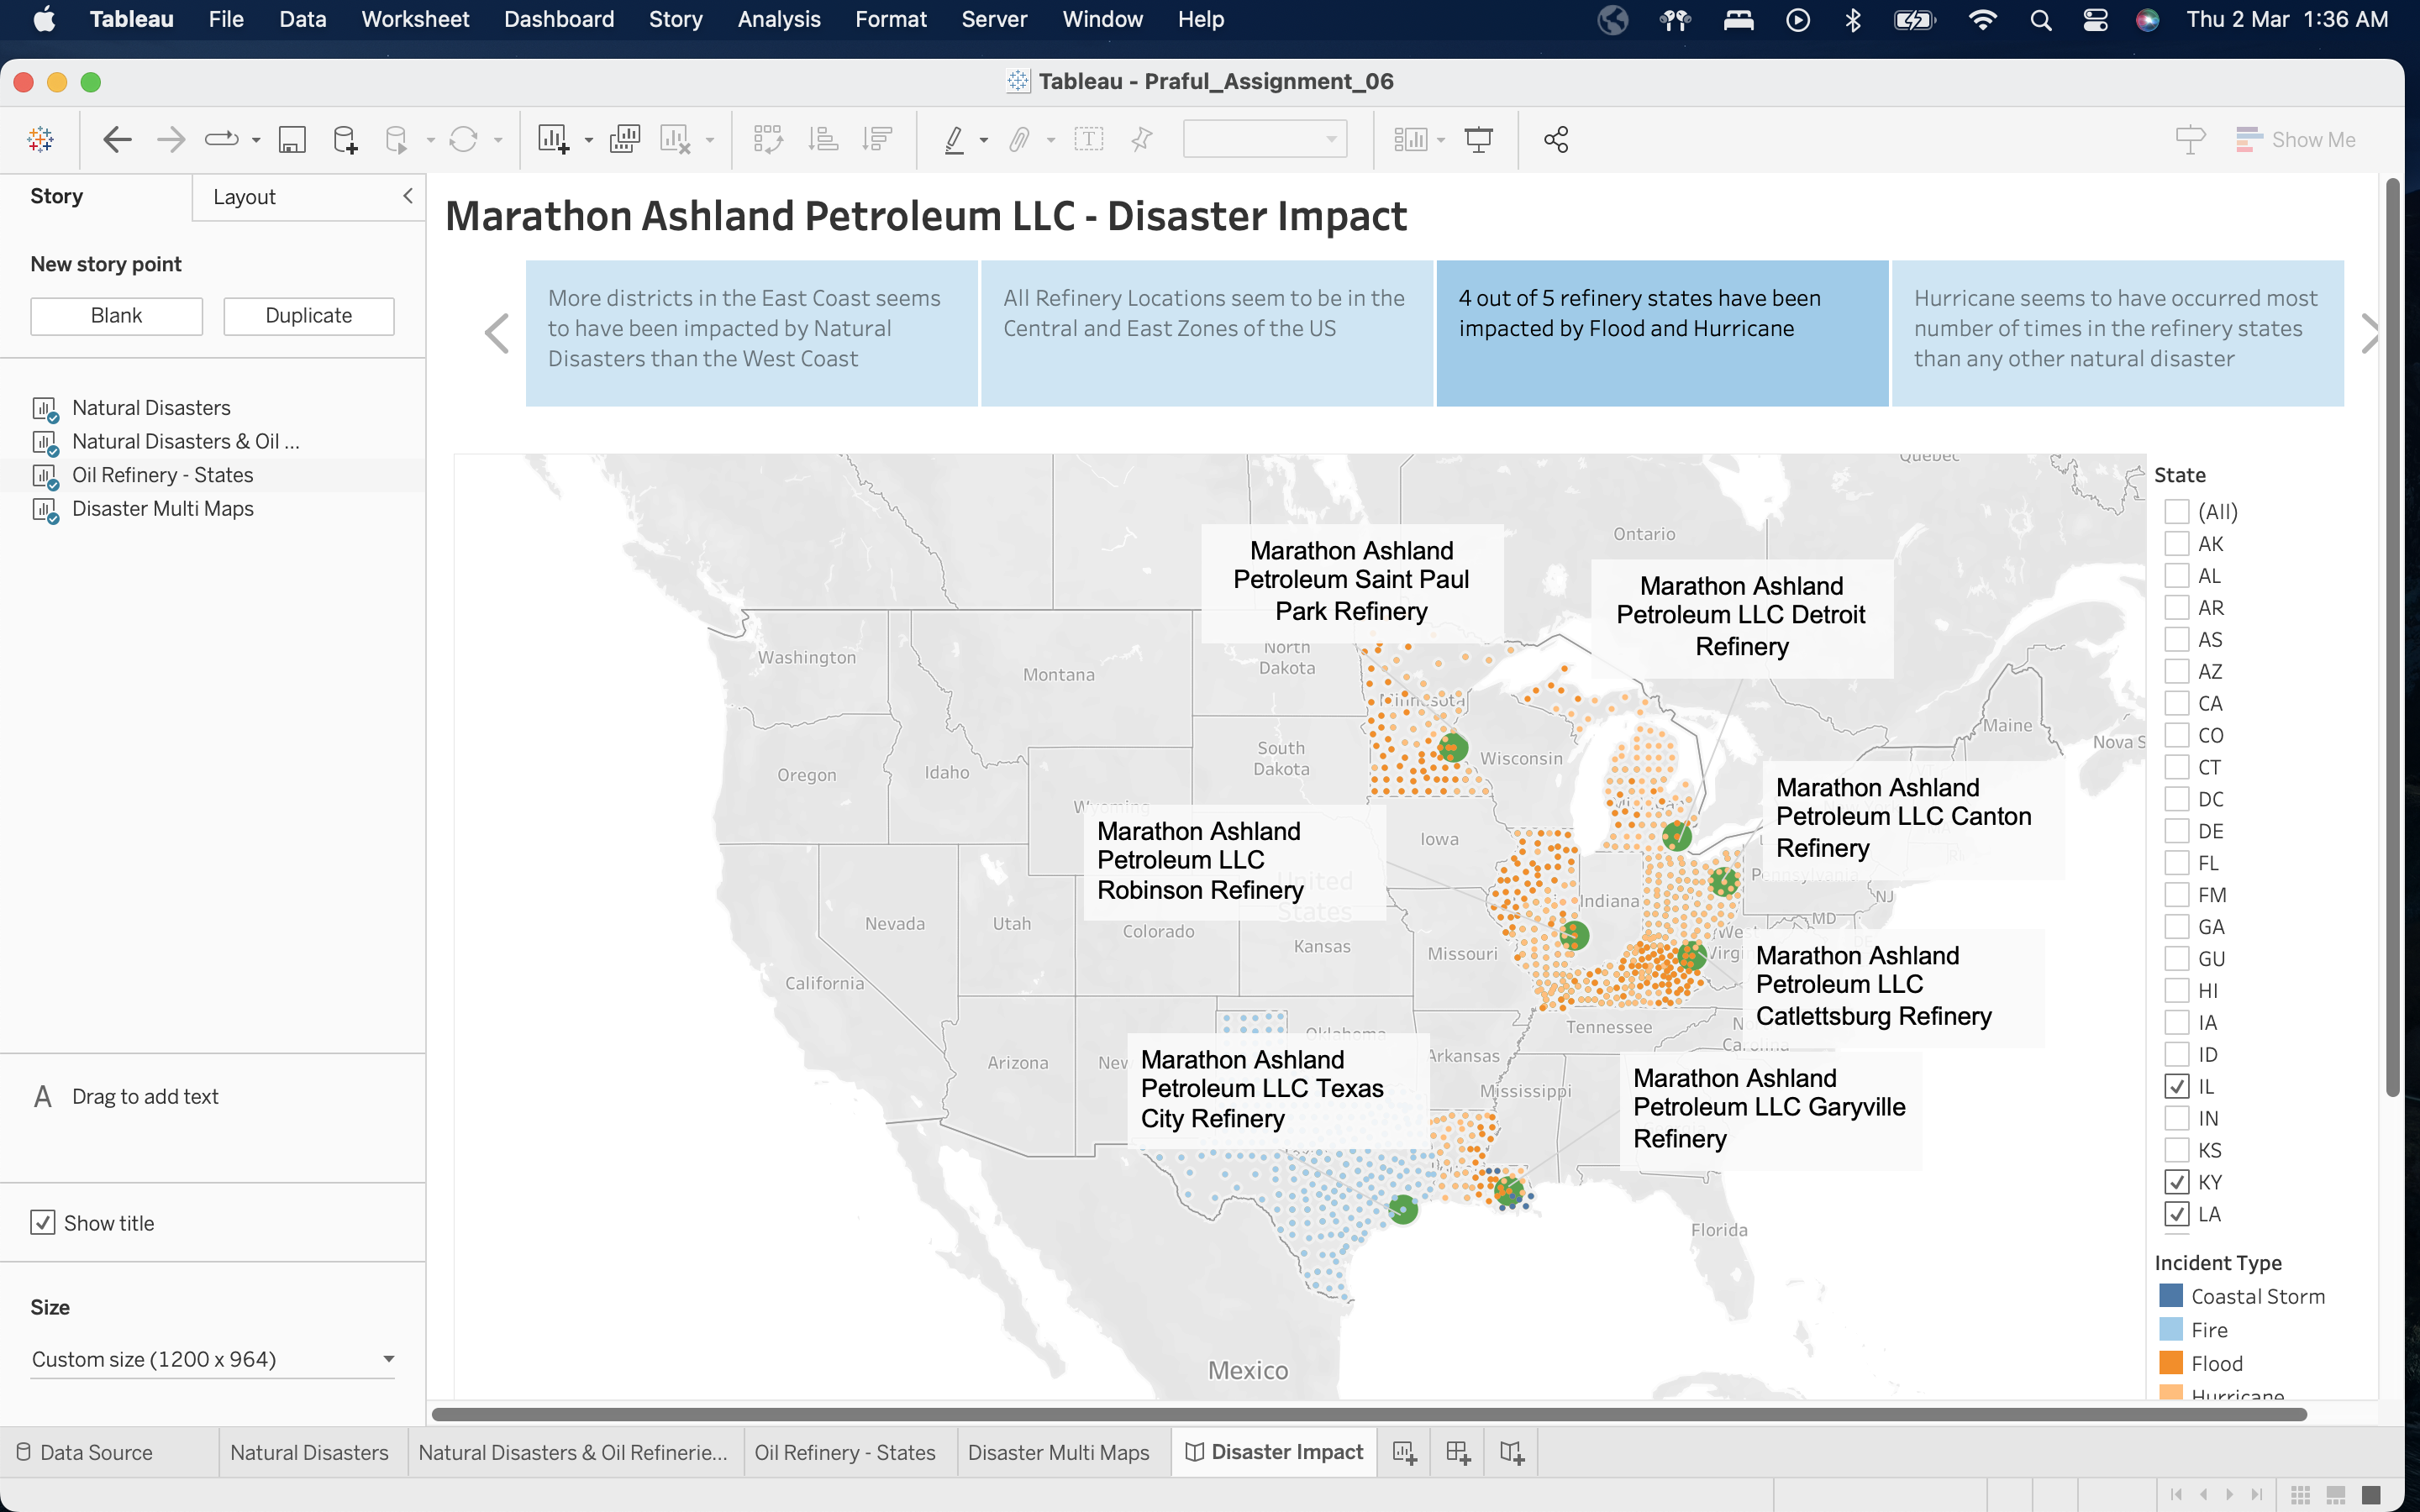 Tableau File Data Worksheet Dashboard Story Analysis Format Server Window Help Thu 2 Mar 1:36 AM
Tableau - Praful_Assignment_06
Show Me
Story
Layout
New story point
Blank
Duplicate
Natural Disasters
Natural Disasters & Oil ...
Oil Refinery - States
Disaster Multi Maps
A Drag to add text
Show title
Size
Custom size (1200 x 964)
Marathon Ashland Petroleum LLC - Disaster Impact
More districts in the East Coast seems
to have been impacted by Natural
Disasters than the West Coast
All Refinery Locations seem to be in the
Central and East Zones of the US
4 out of 5 refinery states have been
impacted by Flood and Hurricane
Hurricane seems to have occurred most
number of times in the refinery states
than any other natural disaster
Quebec
Ontario
Marathon Ashland
Petroleum Saint Paul
Park Refinery
Marathon Ashland
Petroleum LLC Detroit
Refinery
Washington
Montana
North
Dakota
Minnesota
Maine
Nova S
Oregon
Idaho
South
Dakota
Wisconsin
Wyoming
Marathon Ashland
Petroleum LLC Canton
Refinery
Marathon Ashland
Petroleum LLC
Robinson Refinery
Iowa
United
States
Pennsylvania
NJ
Indiana
MD
Nevada
Utah
Colorado
Kansas
Missouri
West
Virgi
California
Marathon Ashland
Petroleum LLC
Catlettsburg Refinery
Oklahoma
Tennessee
Carolina
Arizona
New
Arkansas
Mississippi
Marathon Ashland
Petroleum LLC Texas
City Refinery
Marathon Ashland
Petroleum LLC Garyville
Refinery
Florida
Mexico
State
(All)
AK
AL
AR
AS
AZ
CA
CO
CT
DC
DE
FL
FM
GA
GU
HI
IA
ID
IL
IN
KS
KY
LA
Incident Type
Coastal Storm
Fire
Flood
Hurricane
Data Source
Natural Disasters
Natural Disasters & Oil Refinerie...
Oil Refinery - States
Disaster Multi Maps
Disaster Impact